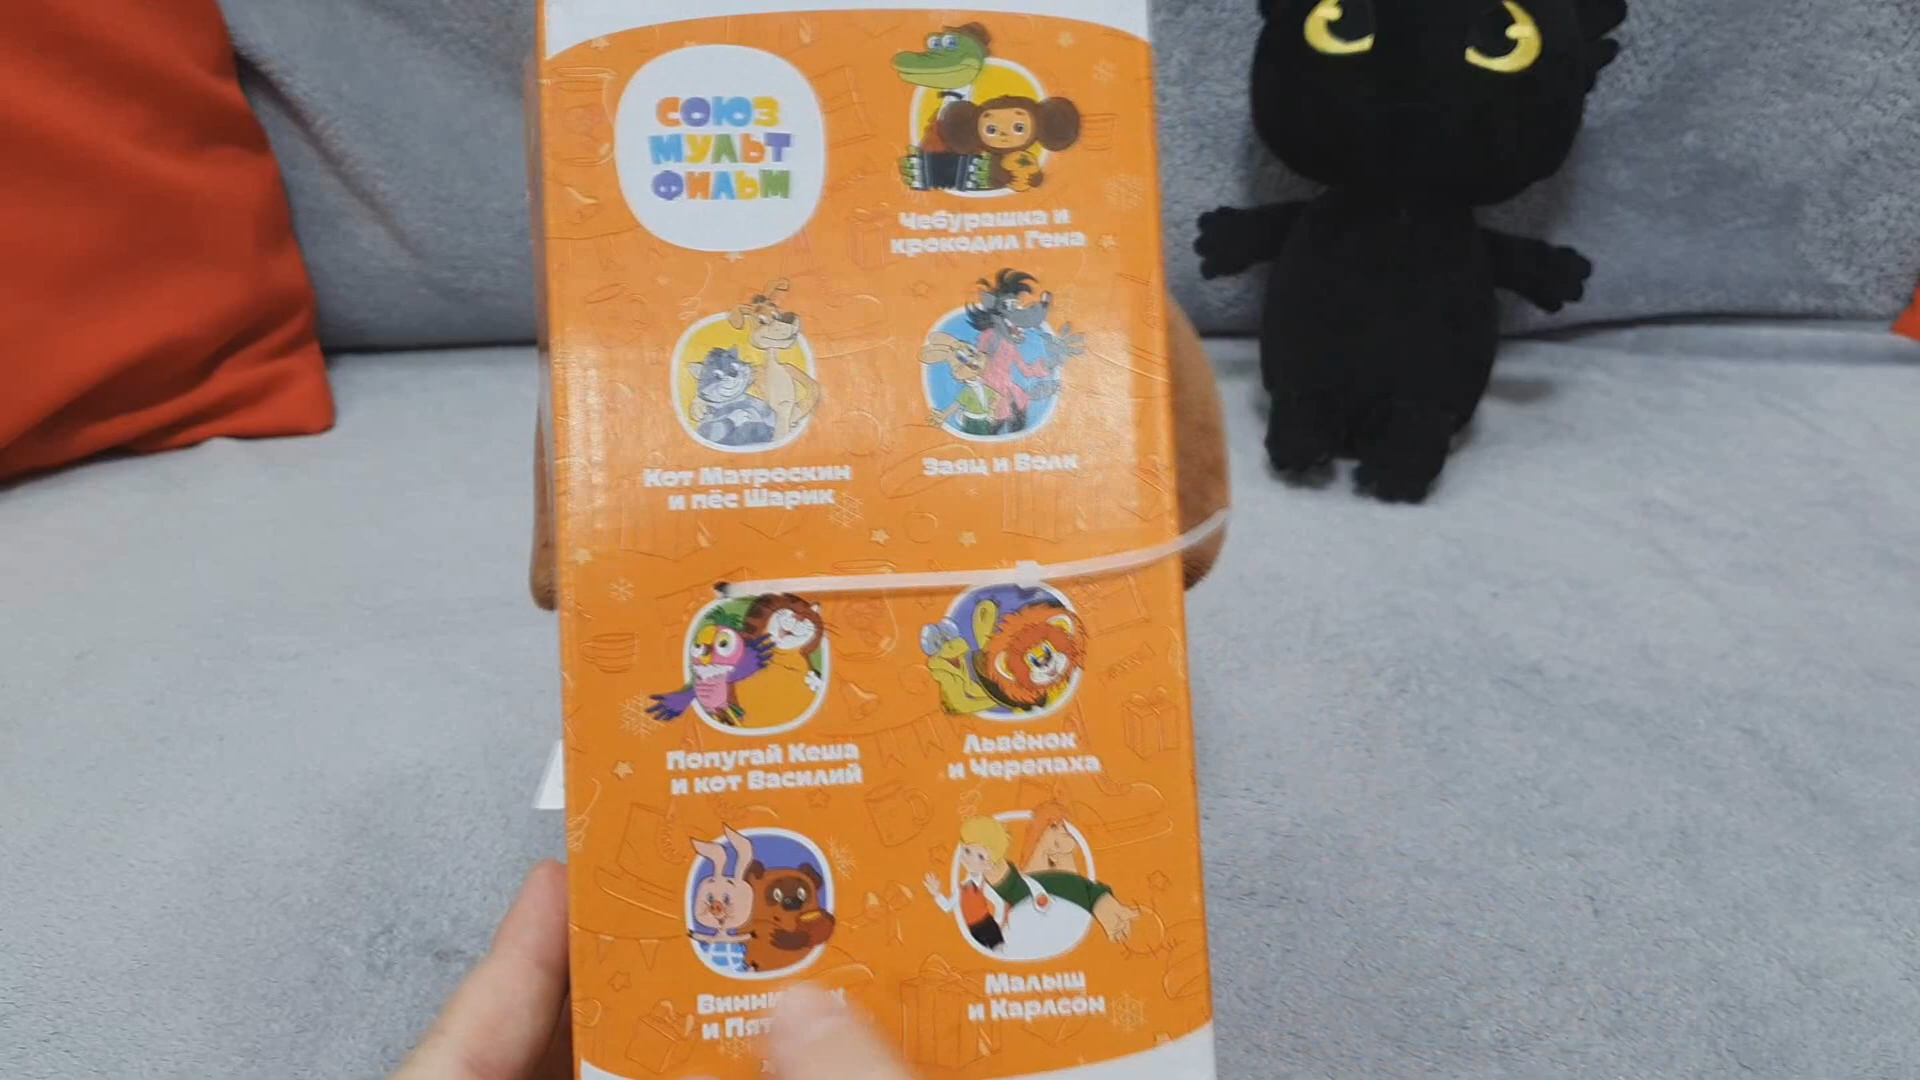 СОЮЗ
МУЛЬТ
ФИЛЬМ
Чебурашка и
крокодил Гена
Кот Матроскин
и пёс Шарик
Заяц и Волк
Попугай Кеша
и кот Василий
Львёнок
и Черепаха
и
Малыш
и Карлсон